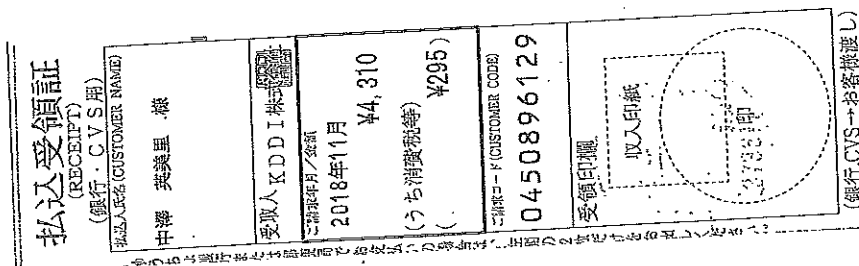 払込受領証
(RECEIPT)
(銀行・CVS用)
払込人氏名(CUSTOMER NAME)
中澤 英美里 様
受取人 KDDI株式会社
ご請求年月/金額
2018年11月
¥4,310
(うち消費税等)
( ¥295)
ご請求コード(CUSTOMER CODE)
0450896129
受領印欄
収入印紙
(銀行,CVS→お客様渡し)